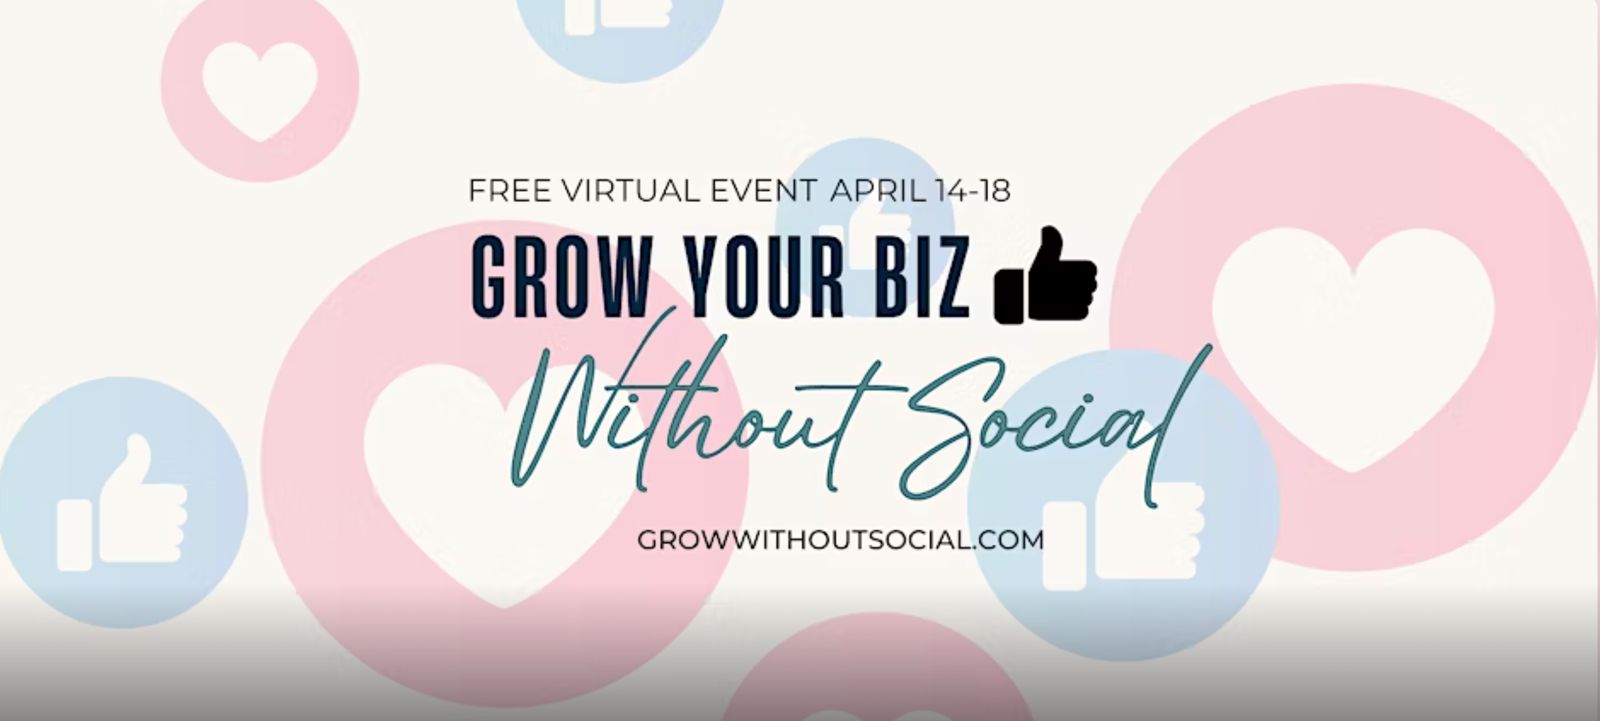 FREE VIRTUAL EVENT APRIL 14-18
GROW YOUR BIZ
Without Social
GROWWITHOUTSOCIAL.COM